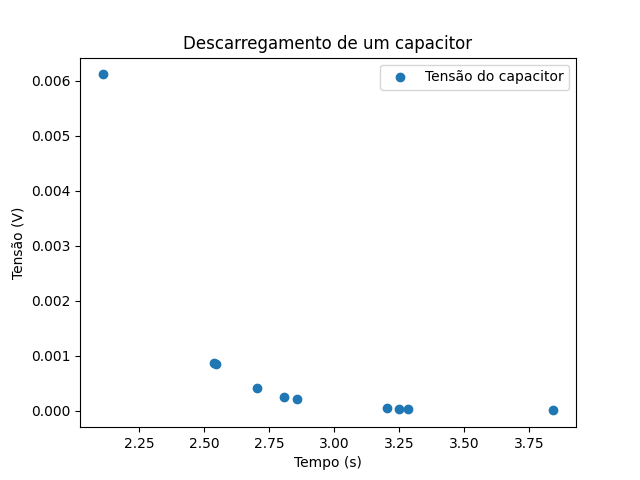 Descarregamento de um capacitor
Tensão do capacitor
0.006
0.005
0.004
0.003
0.002
0.001
0.000
Tensão (V)
2.25 2.50 2.75 3.00 3.25 3.50 3.75
Tempo (s)